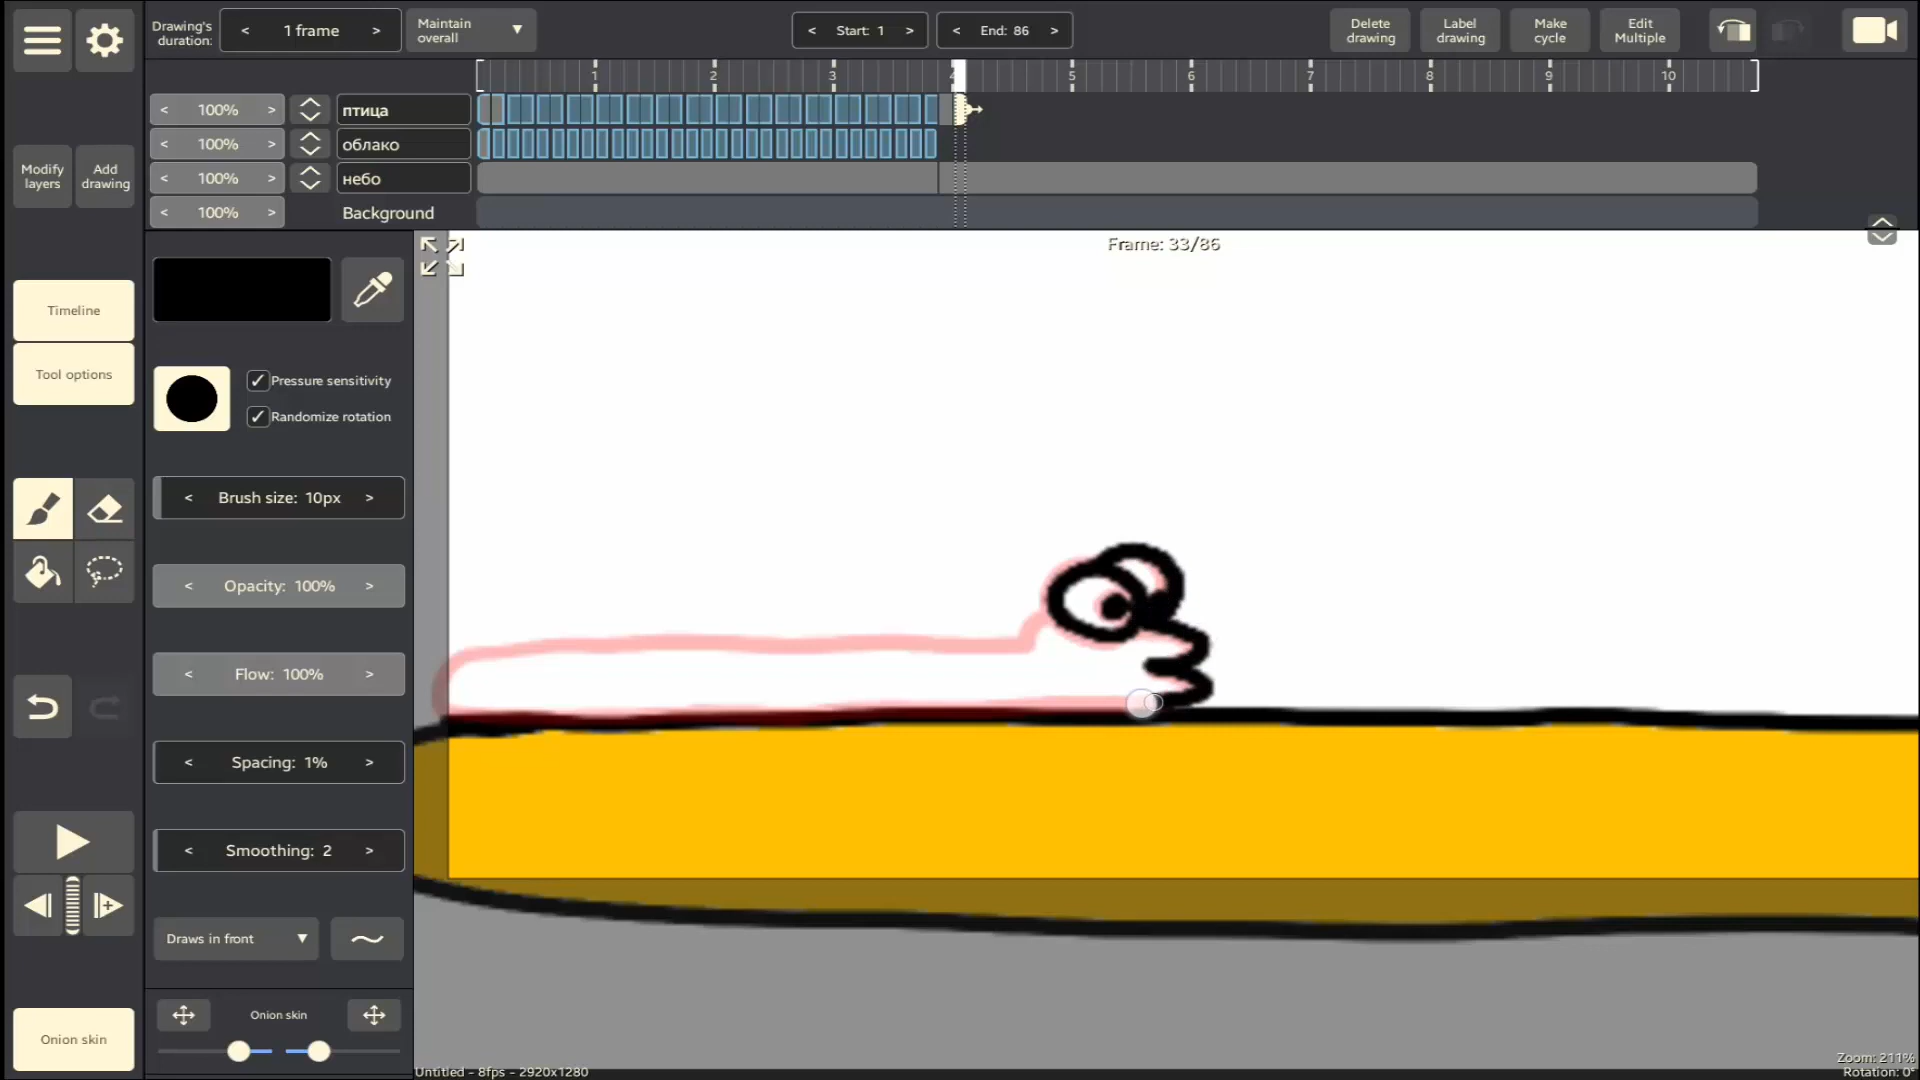 Drawing's
duration:
< 1 frame >
Maintain
overall
< Start: 1 >
< End: 86 >
Delete
drawing
Label
drawing
Make
cycle
Edit
Multiple
1 2 3 4 5 6 7 8 9 10
< 100% > птица
< 100% > облако
< 100% > небо
< 100% > Background
Modify
layers
Add
drawing
Frame: 33/86
Timeline
Tool options
Pressure sensitivity
Randomize rotation
< Brush size: 10px >
< Opacity: 100% >
< Flow: 100% >
< Spacing: 1% >
< Smoothing: 2 >
Draws in front
Onion skin
Onion skin
Zoom: 211%
Untitled - 8fps - 2920x1280
Rotation: 0°